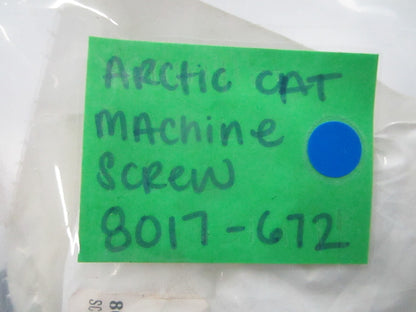 ARCTIC CAT
MACHINE
SCREW
8017-672